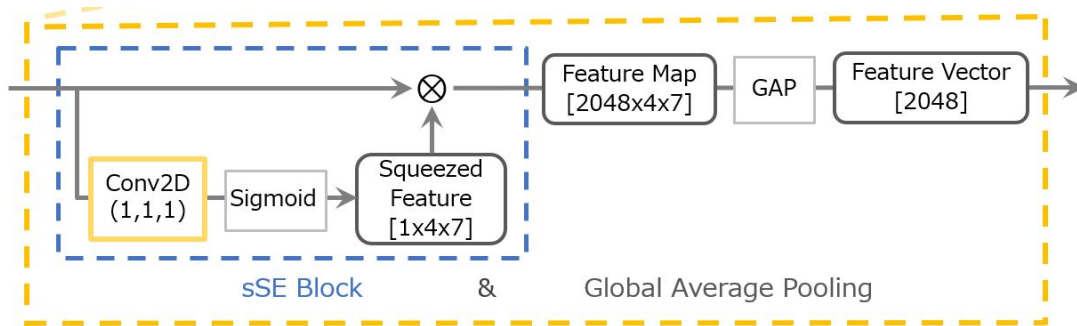 Feature Map
[2048x4x7]
GAP
Feature Vector
[2048]
Conv2D
(1,1,1)
Sigmoid
Squeezed
Feature
[1x4x7]
sSE Block & Global Average Pooling